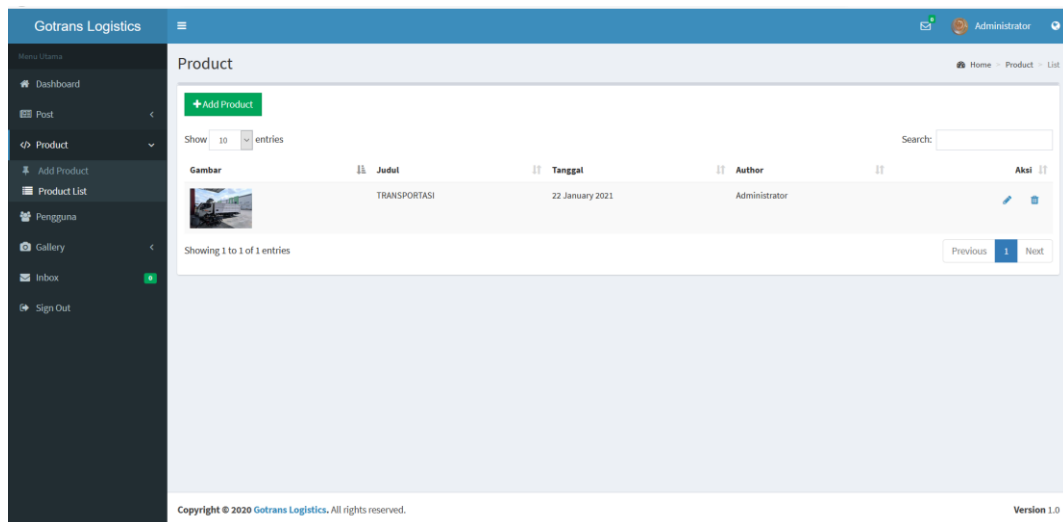 Gotrans Logistics
0
Administrator
Menu Utama
Product
Home > Product > List
Dashboard
Post
Product
Add Product
Product List
Pengguna
Gallery
Inbox 0
Sign Out
Add Product
Show 10 entries
Search:
Gambar Judul Tanggal Author Aksi
TRANSPORTASI 22 January 2021 Administrator
Showing 1 to 1 of 1 entries
Previous 1 Next
Copyright © 2020 Gotrans Logistics. All rights reserved.
Version 1.0